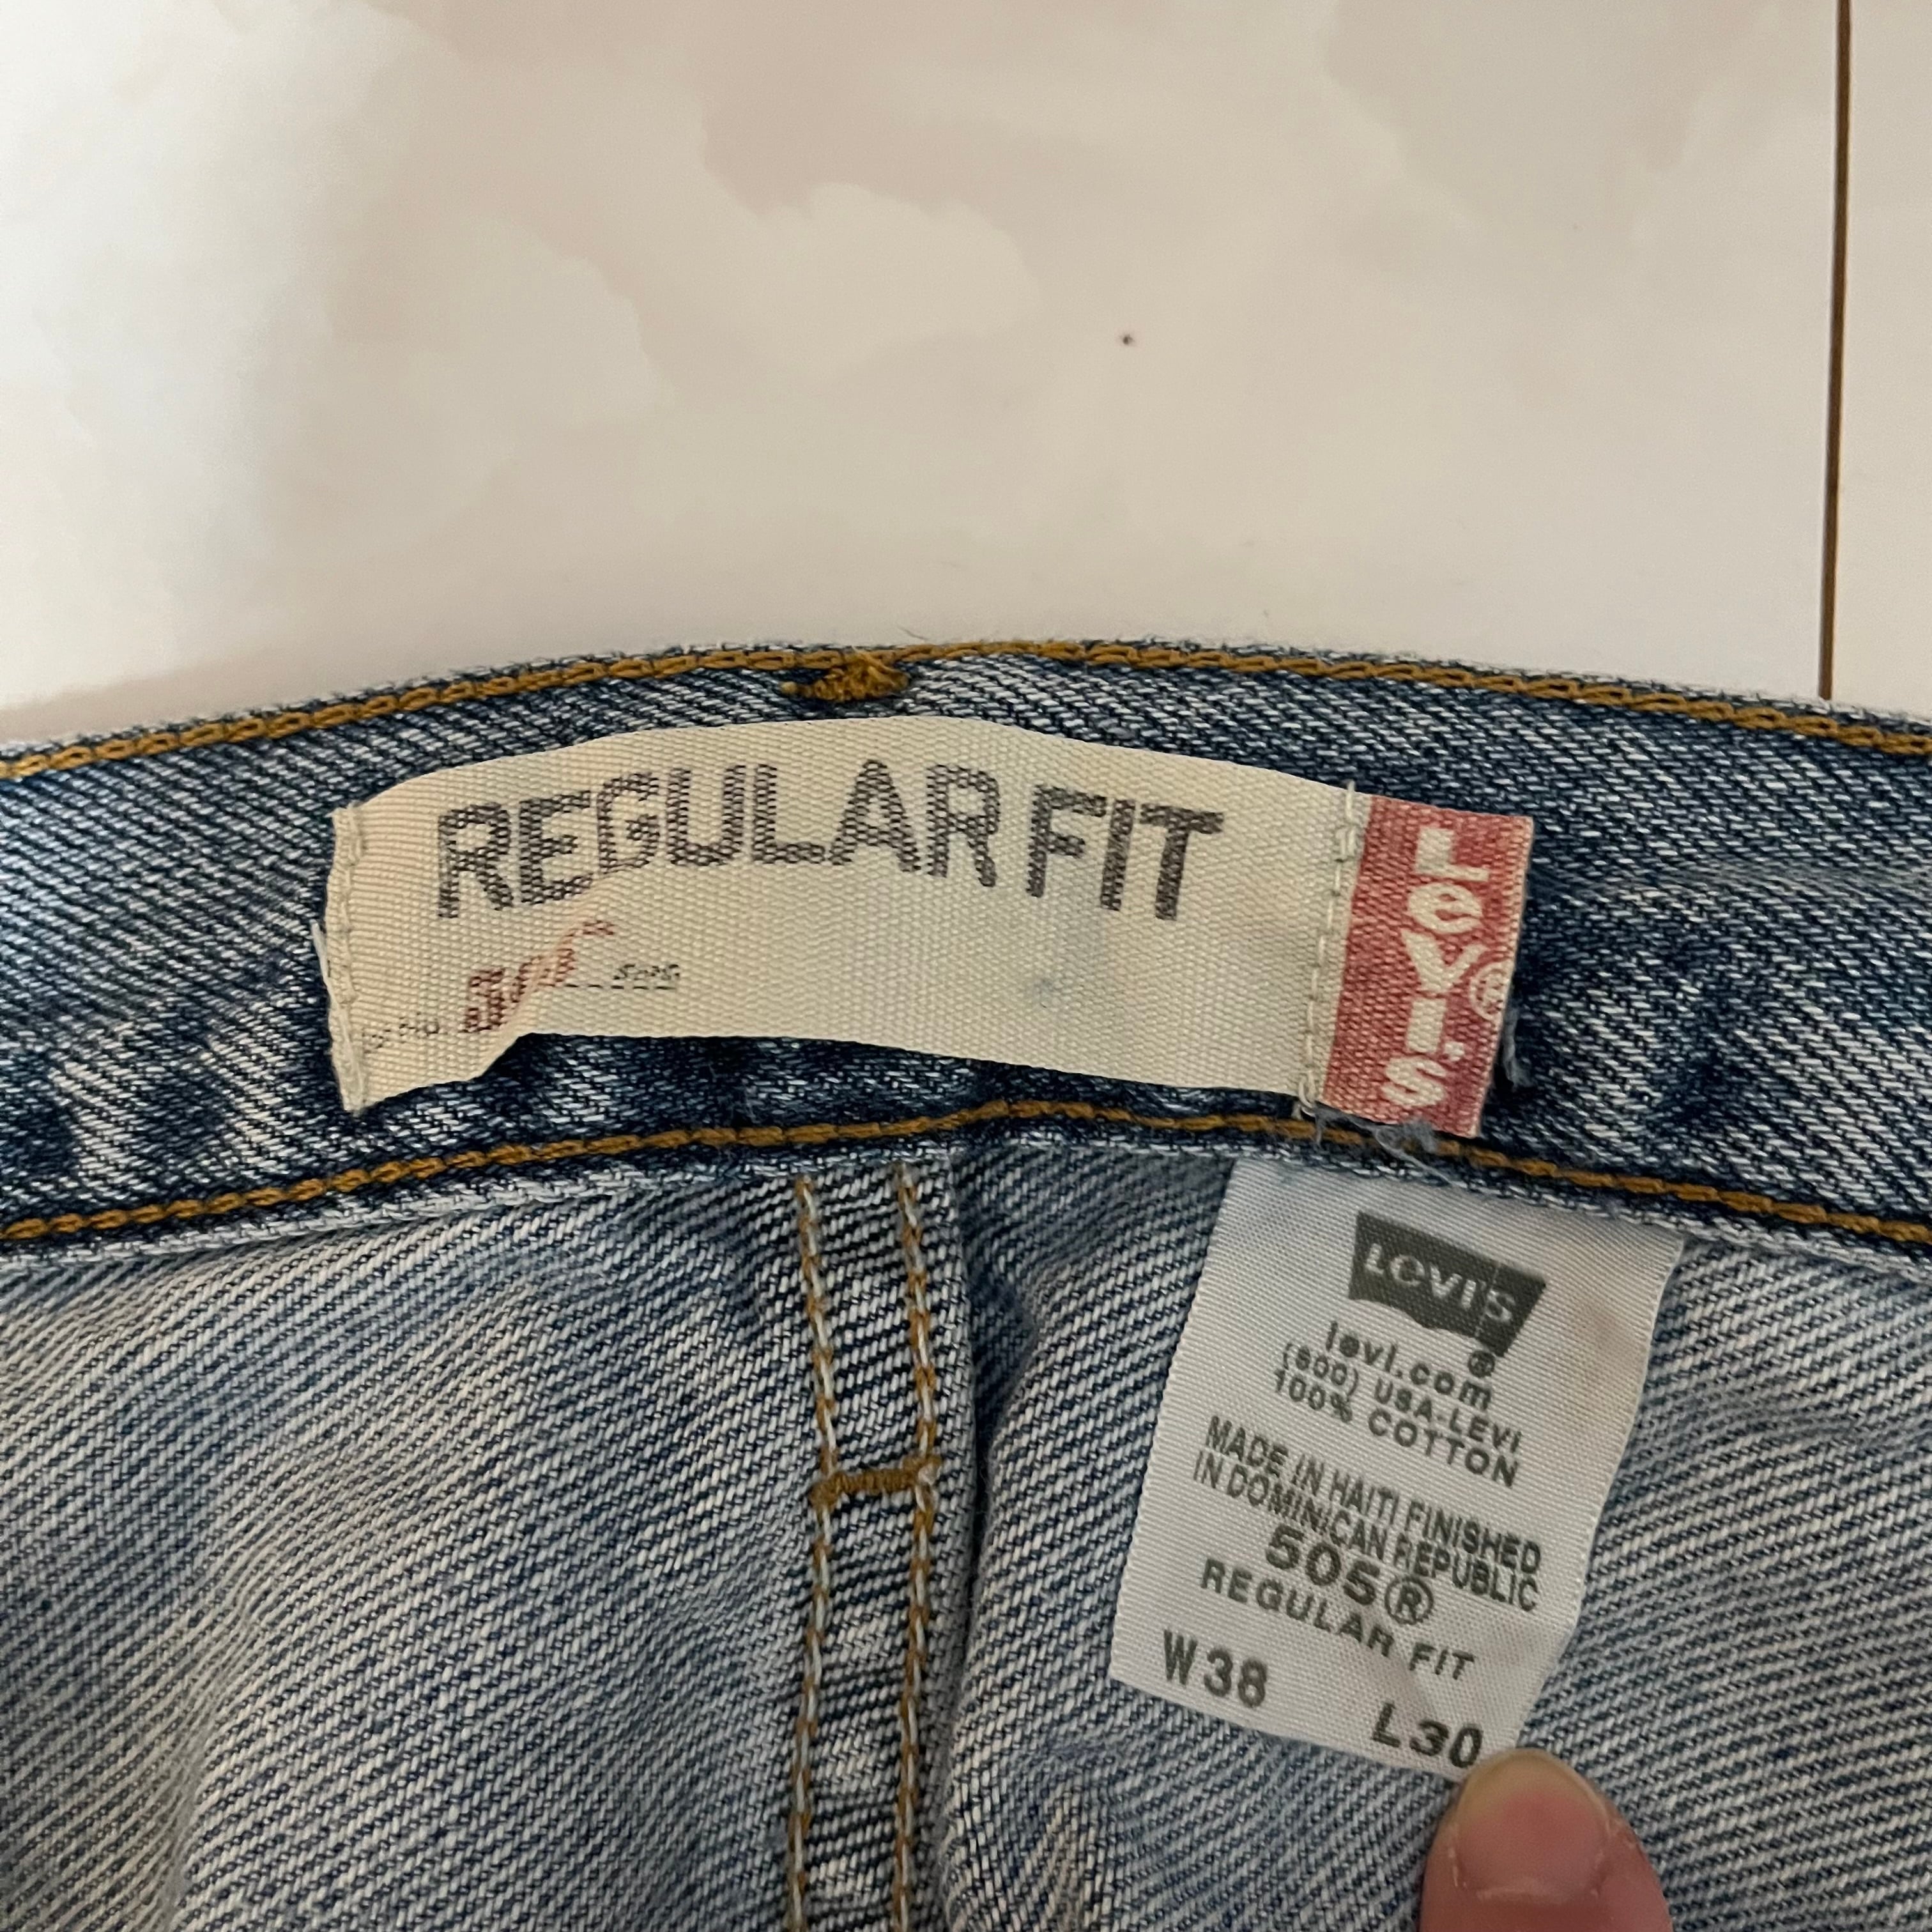 REGULAR FIT
Levi's®
Levi's
®
levi.com
(800) USA-LEVI
100% COTTON
MADE IN HAITI FINISHED
IN DOMINICAN REPUBLIC
505®
REGULAR FIT
W38 L30